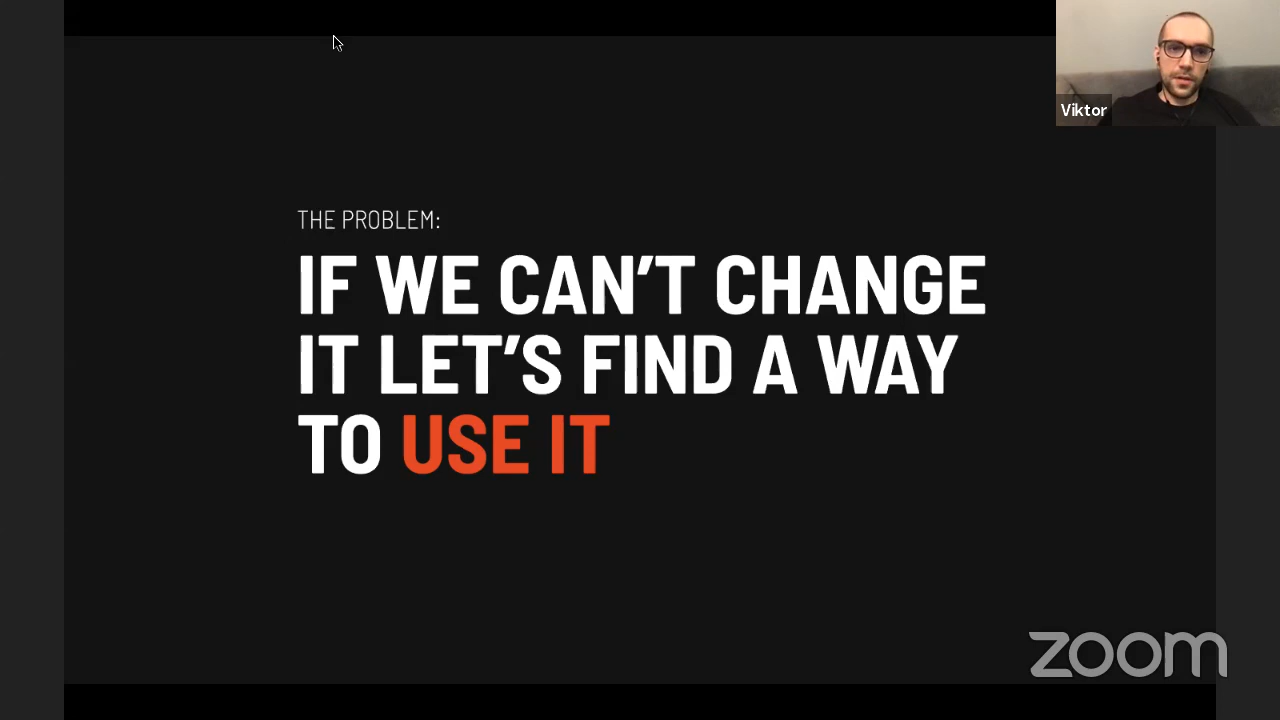 Viktor
THE PROBLEM:
IF WE CAN’T CHANGE
IT LET’S FIND A WAY
TO USE IT
zoom